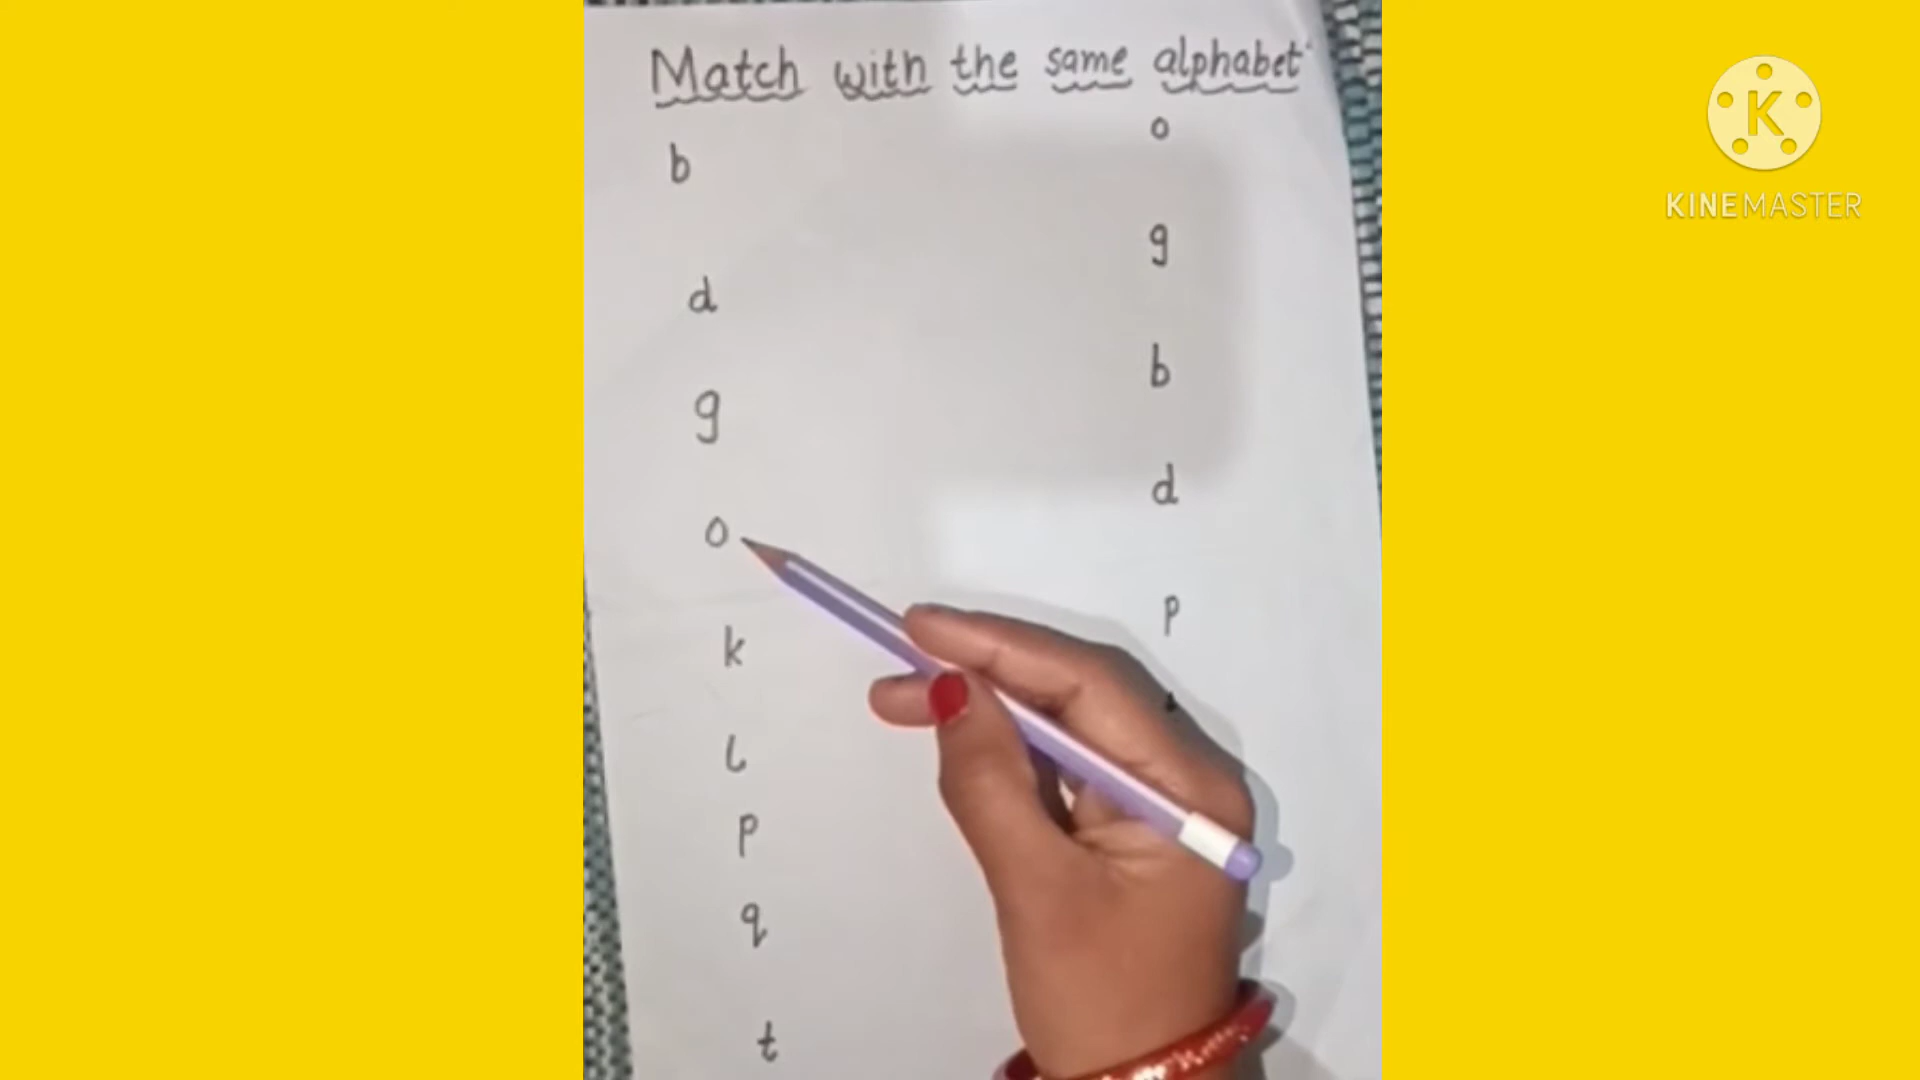 Match with the same alphabet
b
o
d
g
g
b
o
d
k
p
l
p
q
t
KINEMASTER